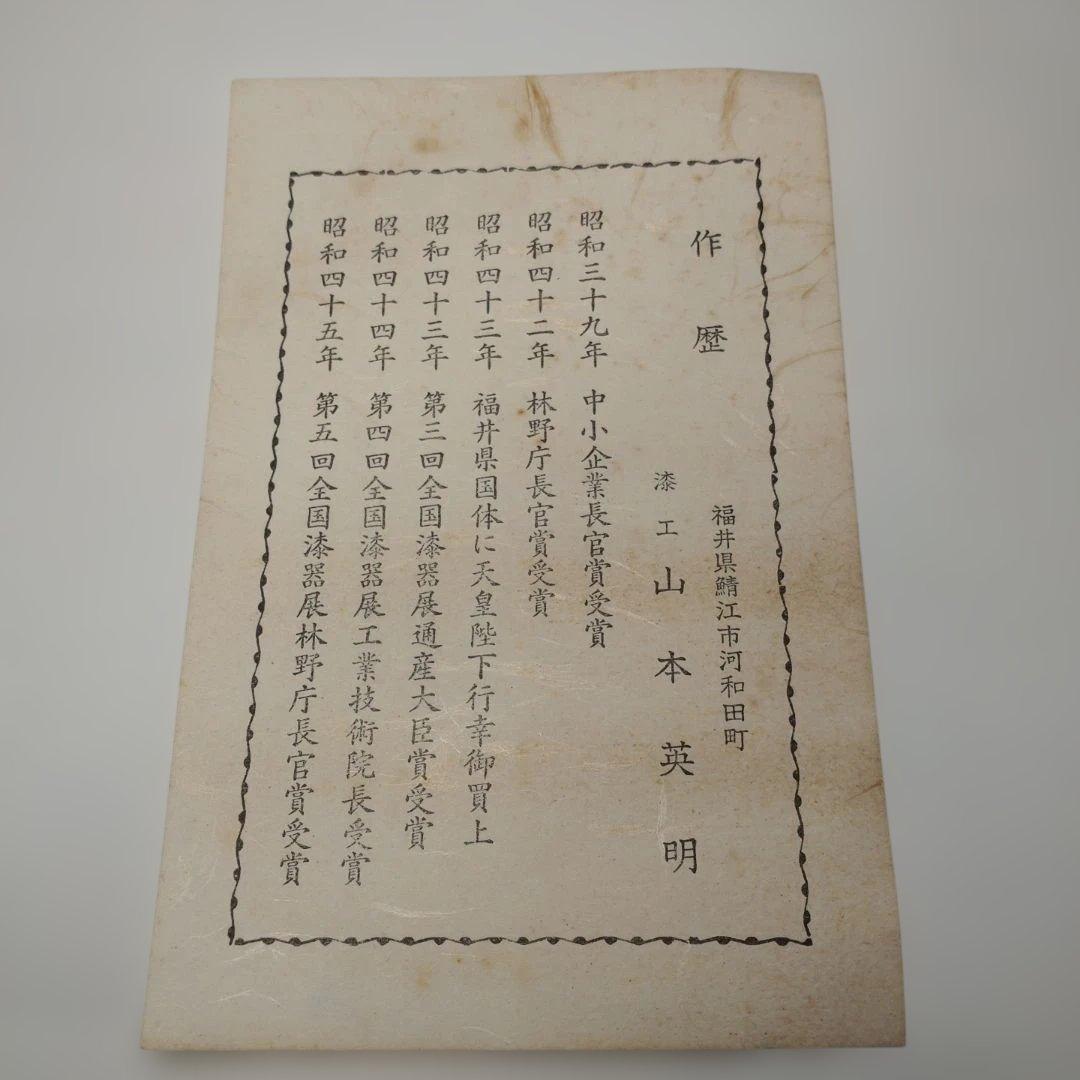 作歴
福井県鯖江市河和田町
漆工 山本英明
昭和三十九年 中小企業長官賞受賞
昭和四十二年 林野庁長官賞受賞
昭和四十三年 福井県国体に天皇陛下行幸御買上
昭和四十三年 第三回全国漆器展通産大臣賞受賞
昭和四十四年 第四回全国漆器展工業技術院長受賞
昭和四十五年 第五回全国漆器展林野庁長官賞受賞